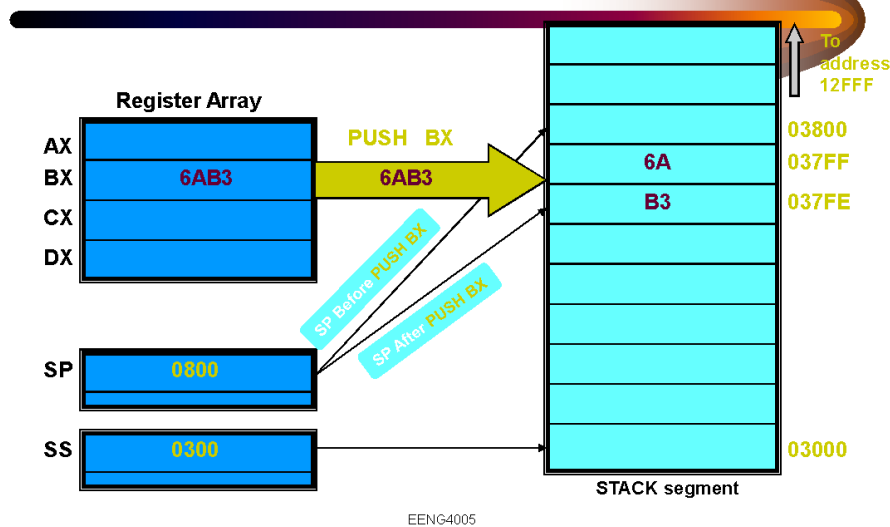 To
address
12FFF
Register Array
PUSH BX
03800
AX
BX
CX
DX
6AB3
6AB3
6A
037FF
B3
037FE
SP Before PUSH BX
SP After PUSH BX
SP
0800
SS
0300
03000
STACK segment
EENG4005